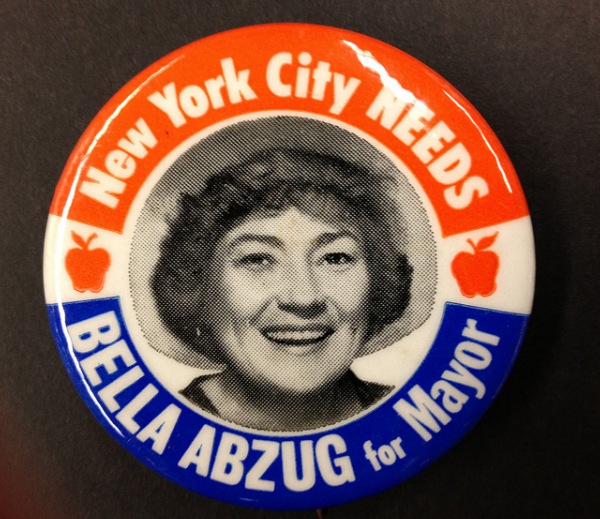 New York City NEEDS
BELLA ABZUG for Mayor